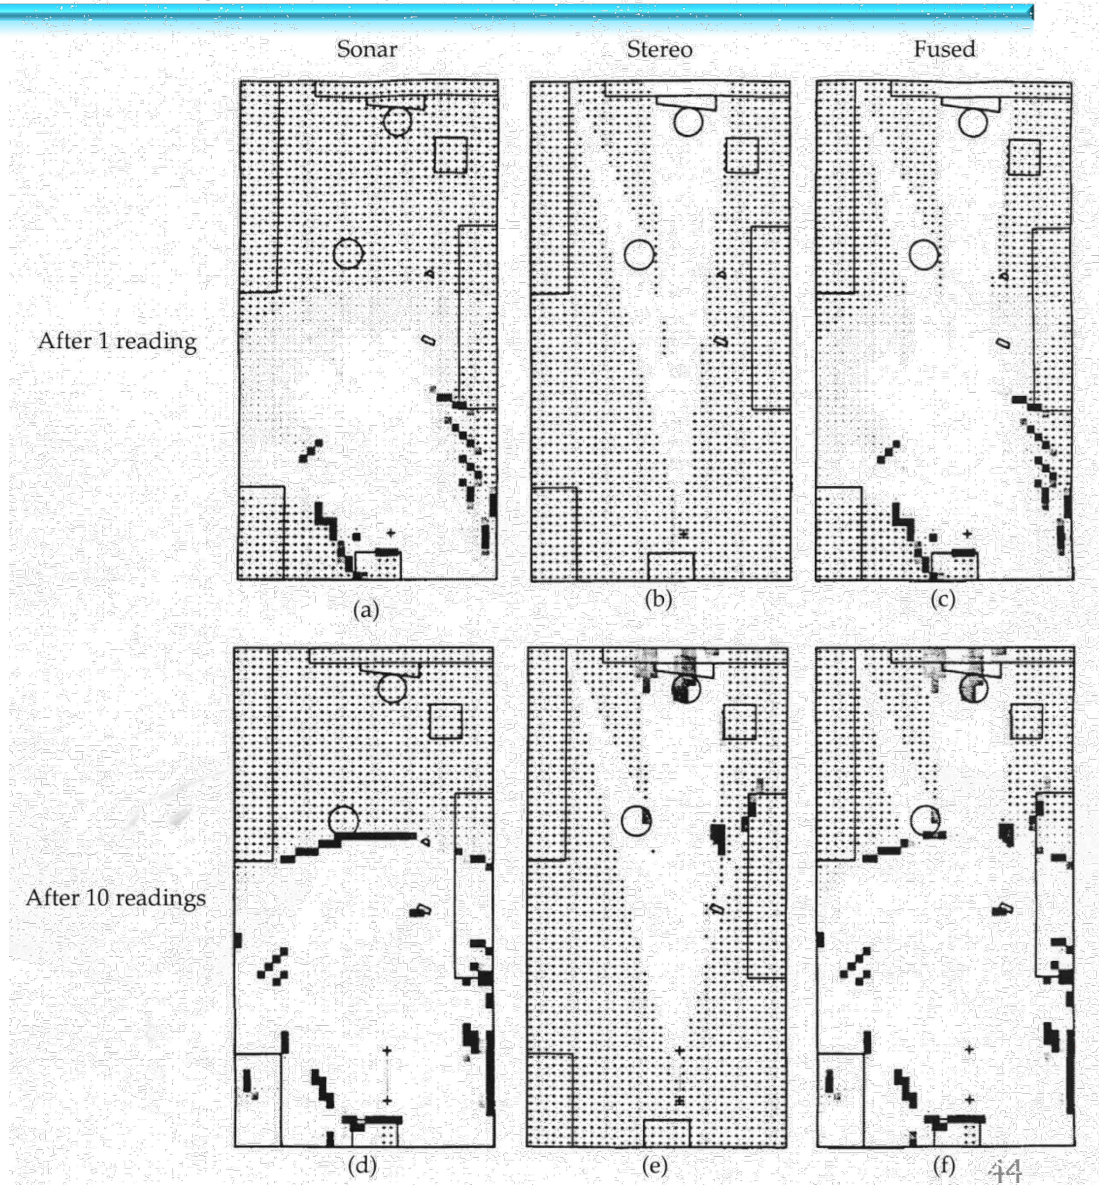 Sonar Stereo Fused
After 1 reading
(a) (b) (c)
After 10 readings
(d) (e) (f)
44